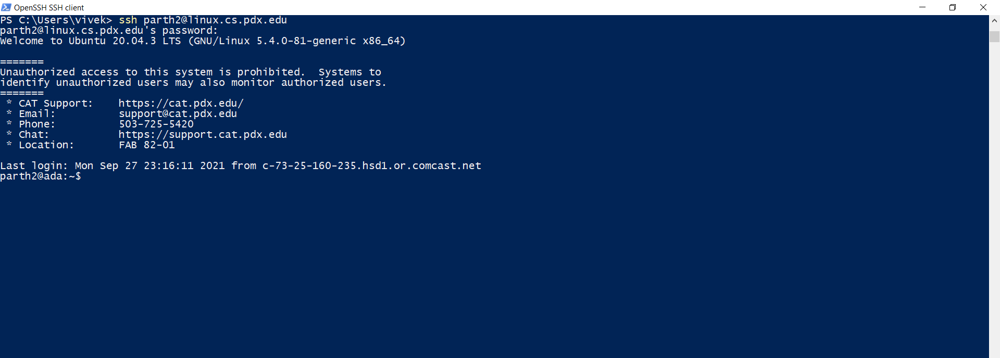 OpenSSH SSH client
PS C:\Users\vivek> ssh parth2@linux.cs.pdx.edu
parth2@linux.cs.pdx.edu's password:
Welcome to Ubuntu 20.04.3 LTS (GNU/Linux 5.4.0-81-generic x86_64)
=======
Unauthorized access to this system is prohibited.  Systems to
identify unauthorized users may also monitor authorized users.
=======
 * CAT Support:    https://cat.pdx.edu/
 * Email:          support@cat.pdx.edu
 * Phone:          503-725-5420
 * Chat:           https://support.cat.pdx.edu
 * Location:       FAB 82-01
Last login: Mon Sep 27 23:16:11 2021 from c-73-25-160-235.hsd1.or.comcast.net
parth2@ada:~$